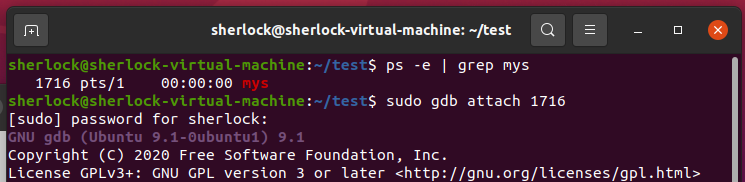 sherlock@sherlock-virtual-machine: ~/test
sherlock@sherlock-virtual-machine:~/test$ ps -e | grep mys
   1716 pts/1    00:00:00 mys
sherlock@sherlock-virtual-machine:~/test$ sudo gdb attach 1716
[sudo] password for sherlock:
GNU gdb (Ubuntu 9.1-0ubuntu1) 9.1
Copyright (C) 2020 Free Software Foundation, Inc.
License GPLv3+: GNU GPL version 3 or later <http://gnu.org/licenses/gpl.html>